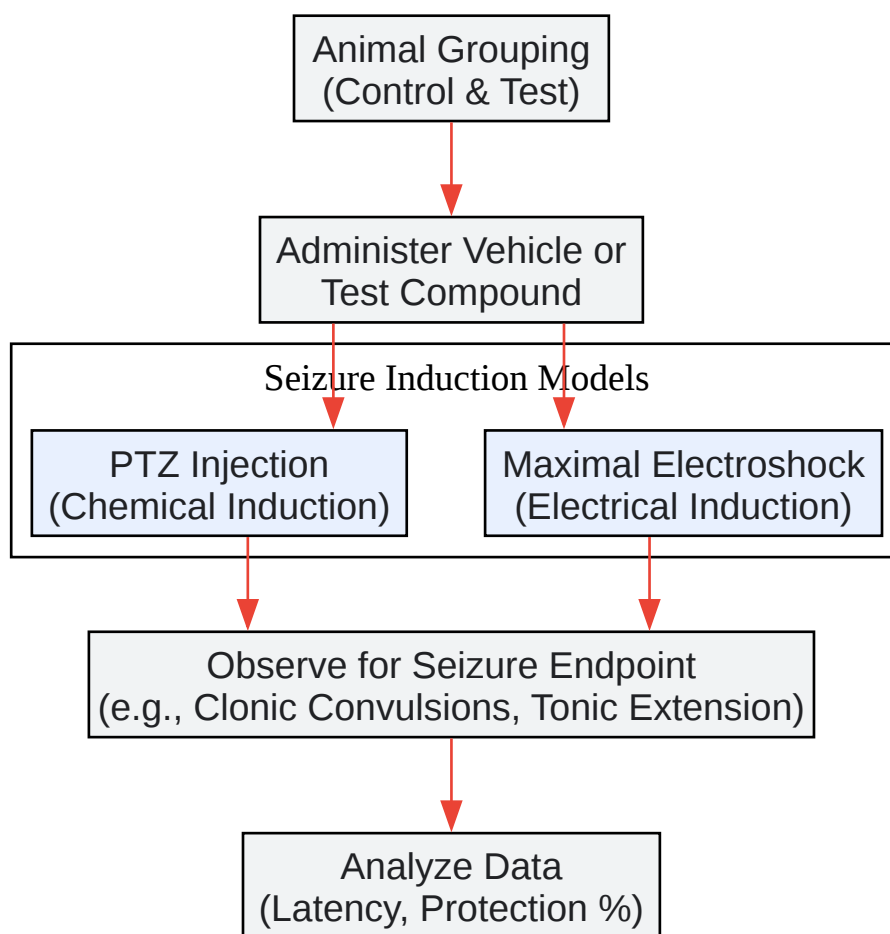 Animal Grouping
(Control & Test)
Administer Vehicle or
Test Compound
Seizure Induction Models
PTZ Injection
(Chemical Induction)
Maximal Electroshock
(Electrical Induction)
Observe for Seizure Endpoint
(e.g., Clonic Convulsions, Tonic Extension)
Analyze Data
(Latency, Protection %)